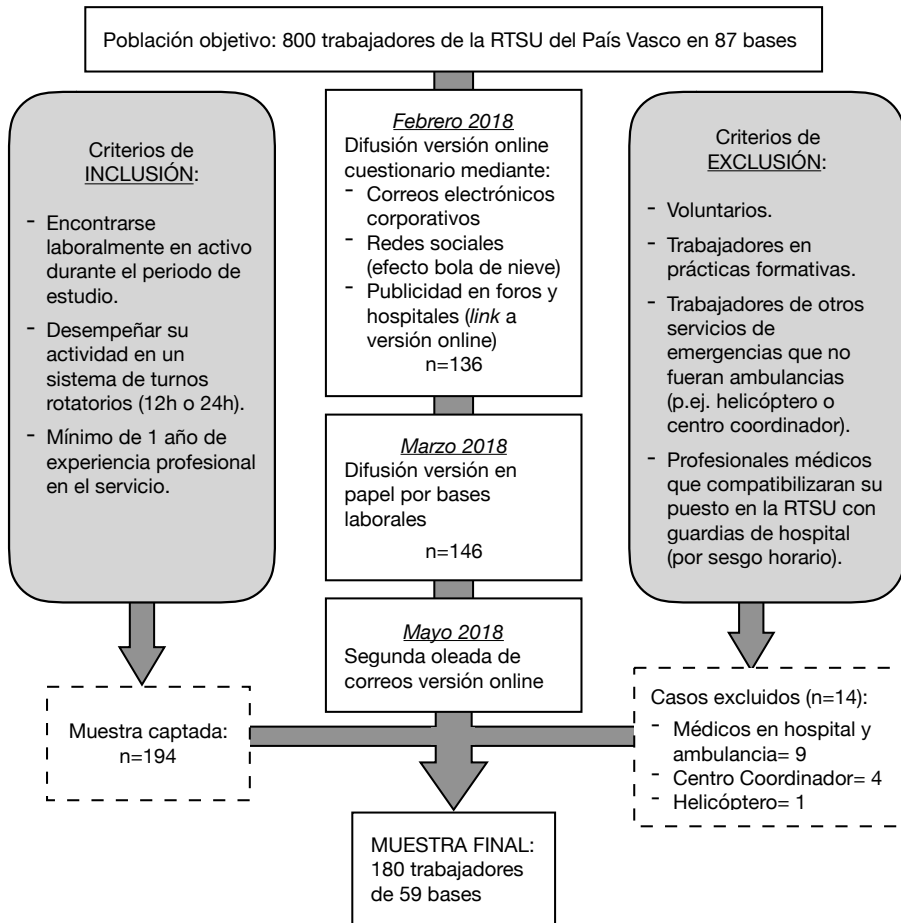 Población objetivo: 800 trabajadores de la RTSU del País Vasco en 87 bases
Criterios de
INCLUSIÓN:
- Encontrarse
laboralmente en activo
durante el periodo de
estudio.
- Desempeñar su
actividad en un
sistema de turnos
rotatorios (12h o 24h).
- Mínimo de 1 año de
experiencia profesional
en el servicio.
Febrero 2018
Difusión versión online
cuestionario mediante:
- Correos electrónicos
corporativos
- Redes sociales
(efecto bola de nieve)
- Publicidad en foros y
hospitales (link a
versión online)
n=136
Marzo 2018
Difusión versión en
papel por bases
laborales
n=146
Mayo 2018
Segunda oleada de
correos versión online
Criterios de
EXCLUSIÓN:
- Voluntarios.
- Trabajadores en
prácticas formativas.
- Trabajadores de otros
servicios de
emergencias que no
fueran ambulancias
(p.ej. helicóptero o
centro coordinador).
- Profesionales médicos
que compatibilizaran su
puesto en la RTSU con
guardias de hospital
(por sesgo horario).
Muestra captada:
n=194
Casos excluidos (n=14):
- Médicos en hospital y
ambulancia= 9
- Centro Coordinador= 4
- Helicóptero= 1
MUESTRA FINAL:
180 trabajadores
de 59 bases